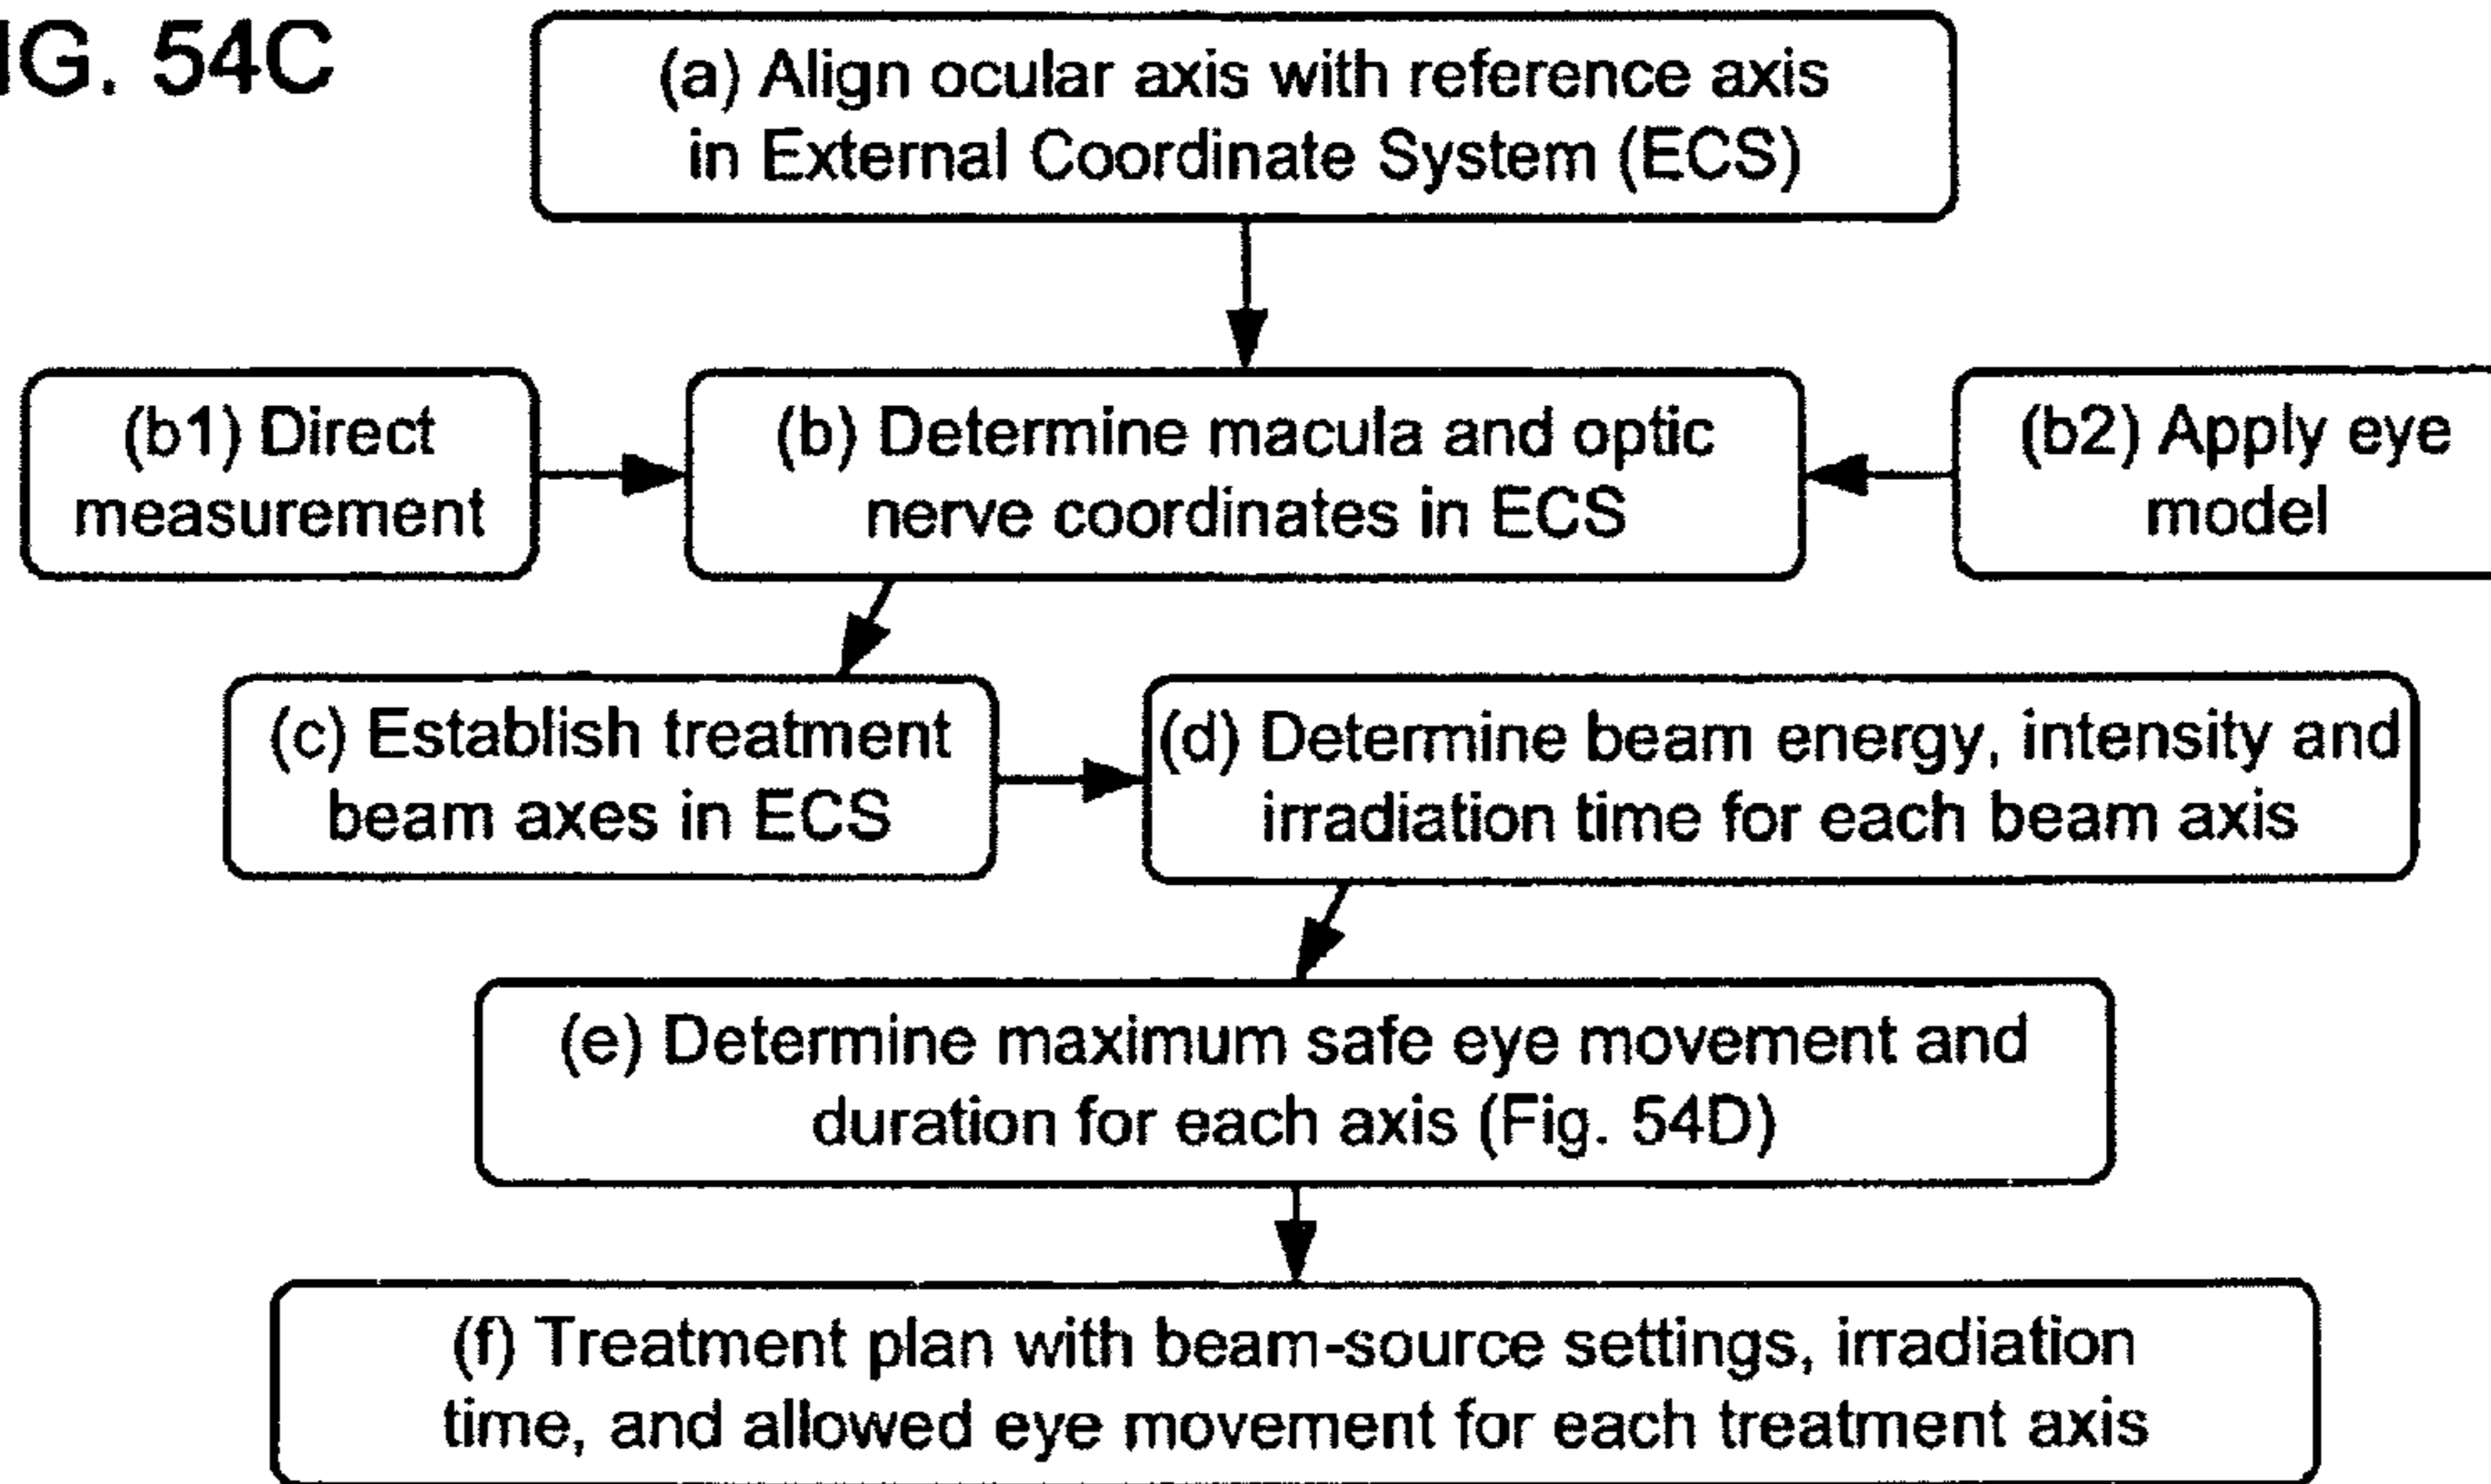 IG. 54C
(a) Align ocular axis with reference axis
in External Coordinate System (ECS)
(b1) Direct
measurement
(b) Determine macula and optic
nerve coordinates in ECS
(b2) Apply eye
model
(c) Establish treatment
beam axes in ECS
(d) Determine beam energy, intensity and
irradiation time for each beam axis
(e) Determine maximum safe eye movement and
duration for each axis (Fig. 54D)
(f) Treatment plan with beam-source settings, irradiation
time, and allowed eye movement for each treatment axis